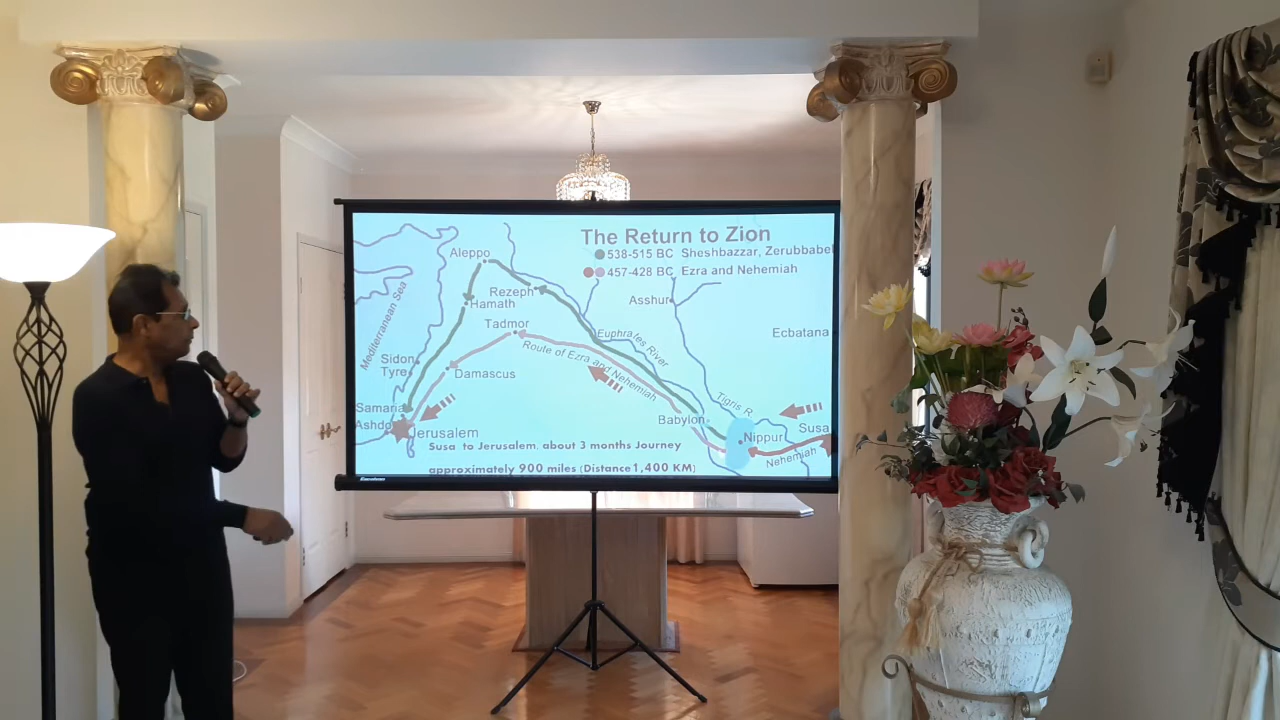 The Return to Zion
538-515 BC Sheshbazzar, Zerubbabel
457-428 BC Ezra and Nehemiah
Aleppo
Rezeph
Hamath
Asshur
Mediterranean Sea
Tadmor
Euphrates River
Ecbatana
Route of Ezra and Nehemiah
Sidon
Tyre
Damascus
Tigris R.
Samaria
Ashdo
Jerusalem
Babylon
Nippur
Susa
Nehemiah
Susa to Jerusalem, about 3 months Journey
approximately 900 miles (Distance 1,400 KM)